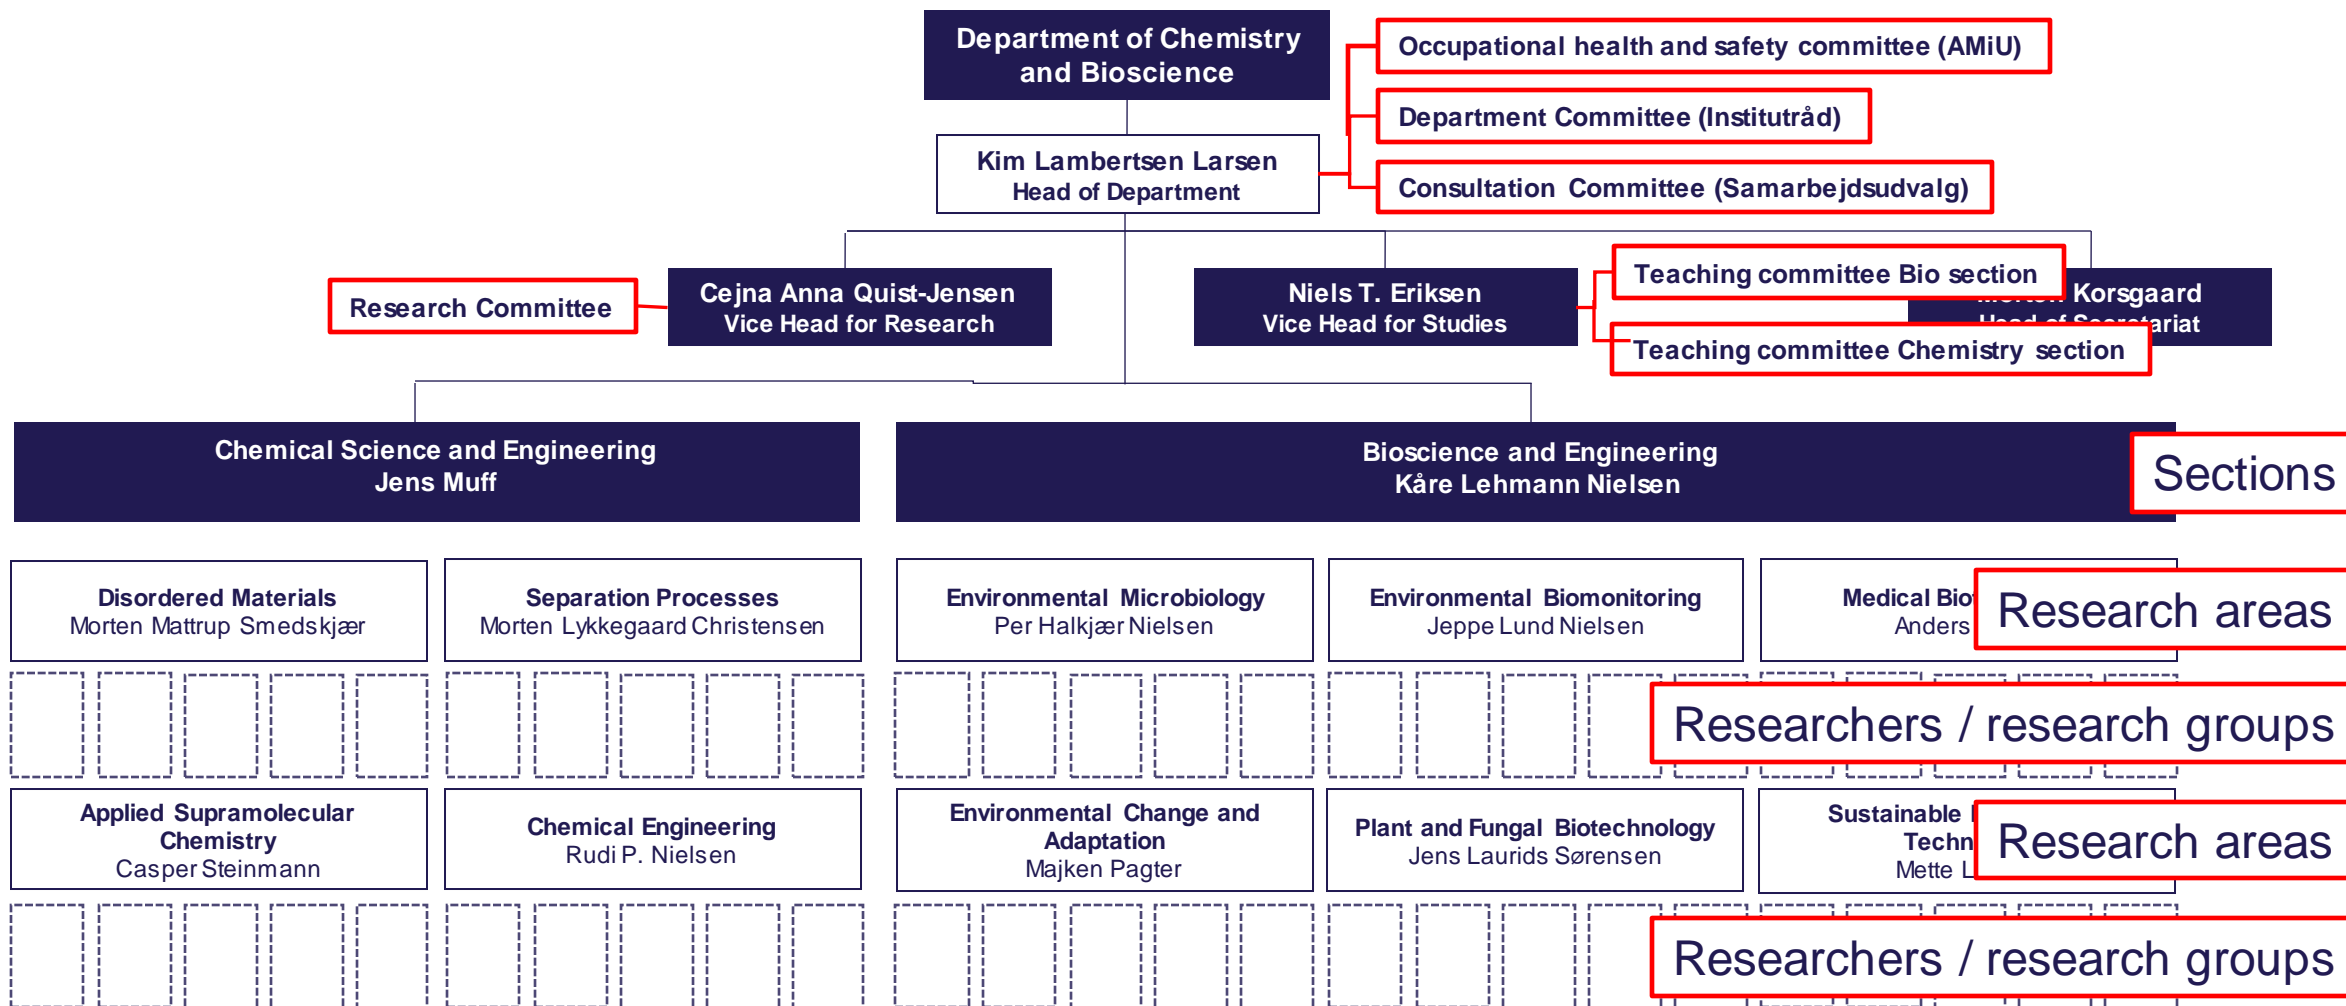 Department of Chemistry
and Bioscience
Occupational health and safety committee (AMiU)
Department Committee (Institutråd)
Kim Lambertsen Larsen
Head of Department
Consultation Committee (Samarbejdsudvalg)
Research Committee
Cejna Anna Quist-Jensen
Vice Head for Research
Niels T. Eriksen
Vice Head for Studies
Teaching committee Bio section
Korsgaard
Teaching committee Chemistry section
Chemical Science and Engineering
Jens Muff
Bioscience and Engineering
Kåre Lehmann Nielsen
Sections
Disordered Materials
Morten Mattrup Smedskjær
Separation Processes
Morten Lykkegaard Christensen
Environmental Microbiology
Per Halkjær Nielsen
Environmental Biomonitoring
Jeppe Lund Nielsen
Medical
Anders
Research areas
Researchers / research groups
Applied Supramolecular
Chemistry
Casper Steinmann
Chemical Engineering
Rudi P. Nielsen
Environmental Change and
Adaptation
Majken Pagter
Plant and Fungal Biotechnology
Jens Laurids Sørensen
Sustainable
Mette
Research areas
Researchers / research groups